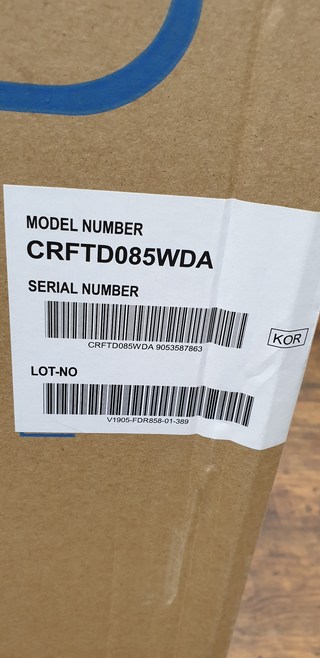 MODEL NUMBER
CRFTD085WDA
SERIAL NUMBER
CRFTD085WDA 9053587863
KOR
LOT-NO
V1905-FDR858-01-389